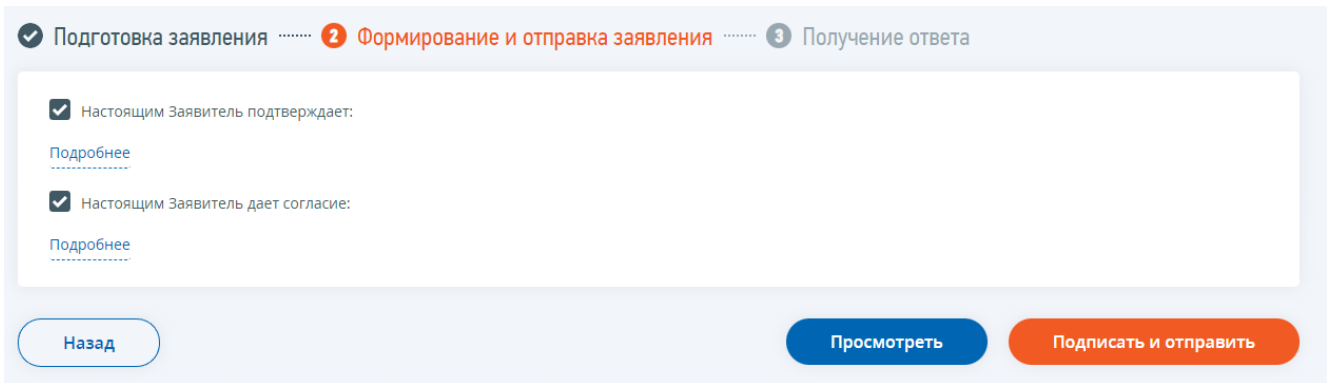 Подготовка заявления ........ 2 Формирование и отправка заявления ........ 3 Получение ответа
Настоящим Заявитель подтверждает:
Подробнее
Настоящим Заявитель дает согласие:
Подробнее
Назад Просмотреть Подписать и отправить